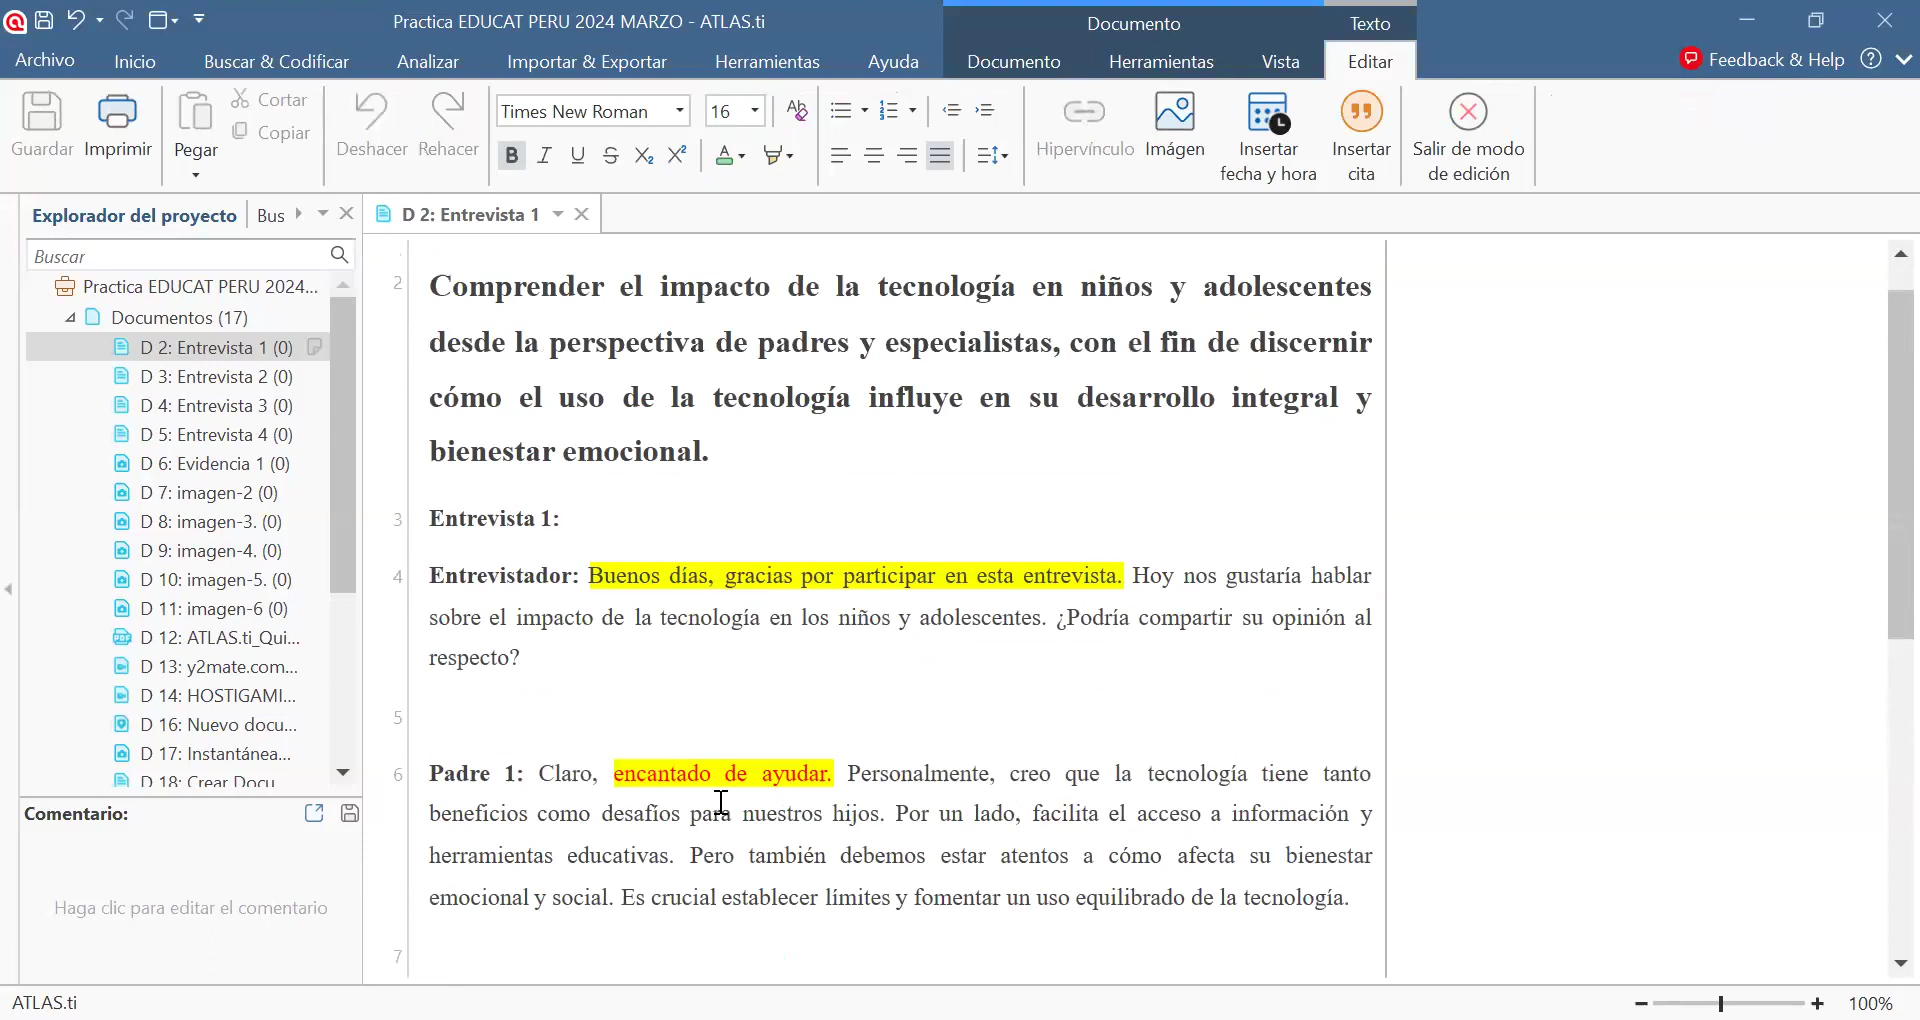 Practica EDUCAT PERU 2024 MARZO - ATLAS.ti
Documento
Texto
Archivo
Inicio
Buscar & Codificar
Analizar
Importar & Exportar
Herramientas
Ayuda
Documento
Herramientas
Vista
Editar
Feedback & Help
Guardar
Imprimir
Pegar
Cortar
Copiar
Deshacer
Rehacer
Times New Roman
16
Hipervínculo
Imágen
Insertar
fecha y hora
Insertar
cita
Salir de modo
de edición
Explorador del proyecto
Bus
D 2: Entrevista 1
Buscar
Practica EDUCAT PERU 2024...
Documentos (17)
D 2: Entrevista 1 (0)
D 3: Entrevista 2 (0)
D 4: Entrevista 3 (0)
D 5: Entrevista 4 (0)
D 6: Evidencia 1 (0)
D 7: imagen-2 (0)
D 8: imagen-3. (0)
D 9: imagen-4. (0)
D 10: imagen-5. (0)
D 11: imagen-6 (0)
D 12: ATLAS.ti_Qui...
D 13: y2mate.com...
D 14: HOSTIGAMI...
D 16: Nuevo docu...
D 17: Instantánea...
D 18: Crear Docu
Comentario:
Haga clic para editar el comentario
2 Comprender el impacto de la tecnología en niños y adolescentes
desde la perspectiva de padres y especialistas, con el fin de discernir
cómo el uso de la tecnología influye en su desarrollo integral y
bienestar emocional.
3 Entrevista 1:
4 Entrevistador: Buenos días, gracias por participar en esta entrevista. Hoy nos gustaría hablar
sobre el impacto de la tecnología en los niños y adolescentes. ¿Podría compartir su opinión al
respecto?
5
6 Padre 1: Claro, encantado de ayudar. Personalmente, creo que la tecnología tiene tanto
beneficios como desafíos para nuestros hijos. Por un lado, facilita el acceso a información y
herramientas educativas. Pero también debemos estar atentos a cómo afecta su bienestar
emocional y social. Es crucial establecer límites y fomentar un uso equilibrado de la tecnología.
7
ATLAS.ti
100%